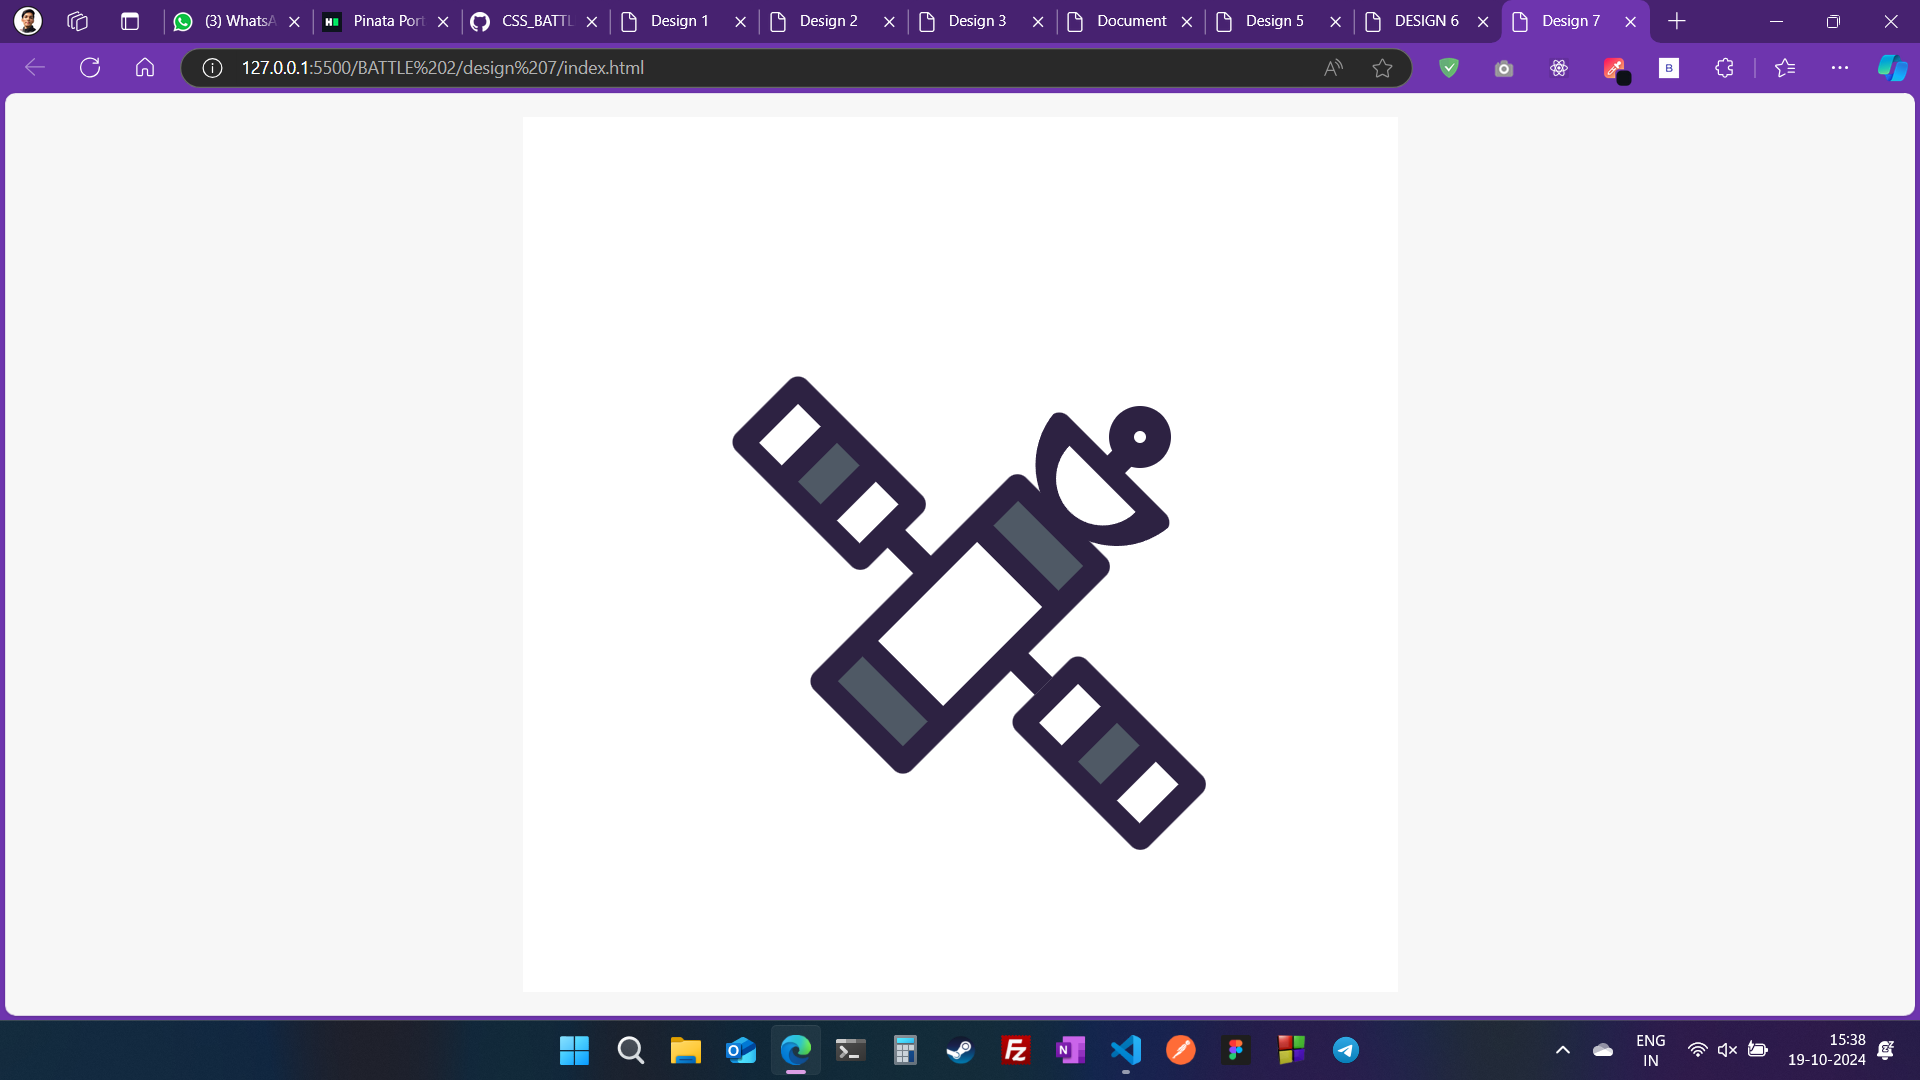 (3) WhatsA
Pinata Port
CSS_BATTL
Design 1
Design 2
Design 3
Document
Design 5
DESIGN 6
Design 7
127.0.0.1:5500/BATTLE%202/design%207/index.html
ENG
IN
15:38
19-10-2024